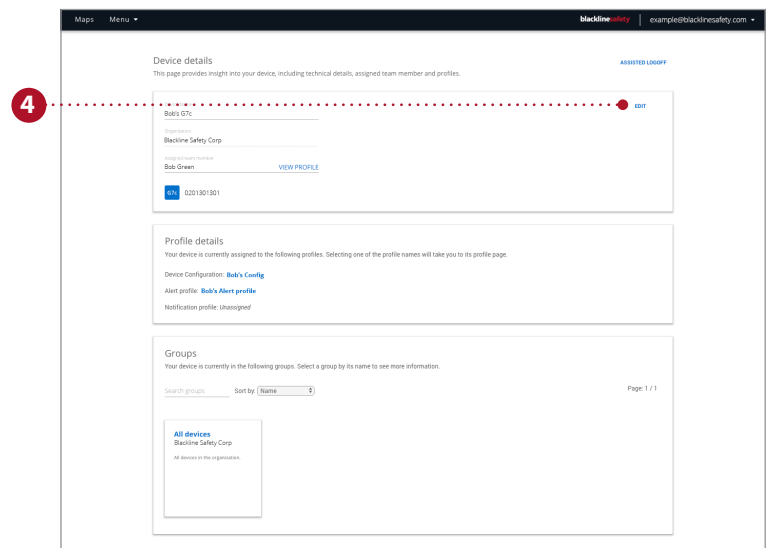 Maps Menu blacklinesafety example@blacklinesafety.com
Device details
ASSISTED LOGOFF
This page provides insight into your device, including technical details, assigned team member and profiles.
4
EDIT
Bob's G7c
Organization
Blackline Safety Corp
Assigned team member
Bob Green VIEW PROFILE
G7c 0201301301
Profile details
Your device is currently assigned to the following profiles. Selecting one of the profile names will take you to its profile page.
Device Configuration: Bob's Config
Alert profile: Bob's Alert profile
Notification profile: Unassigned
Groups
Your device is currently in the following groups. Select a group by its name to see more information.
Search groups Sort by: Name Page: 1 / 1
All devices
Blackline Safety Corp
All devices in the organization.